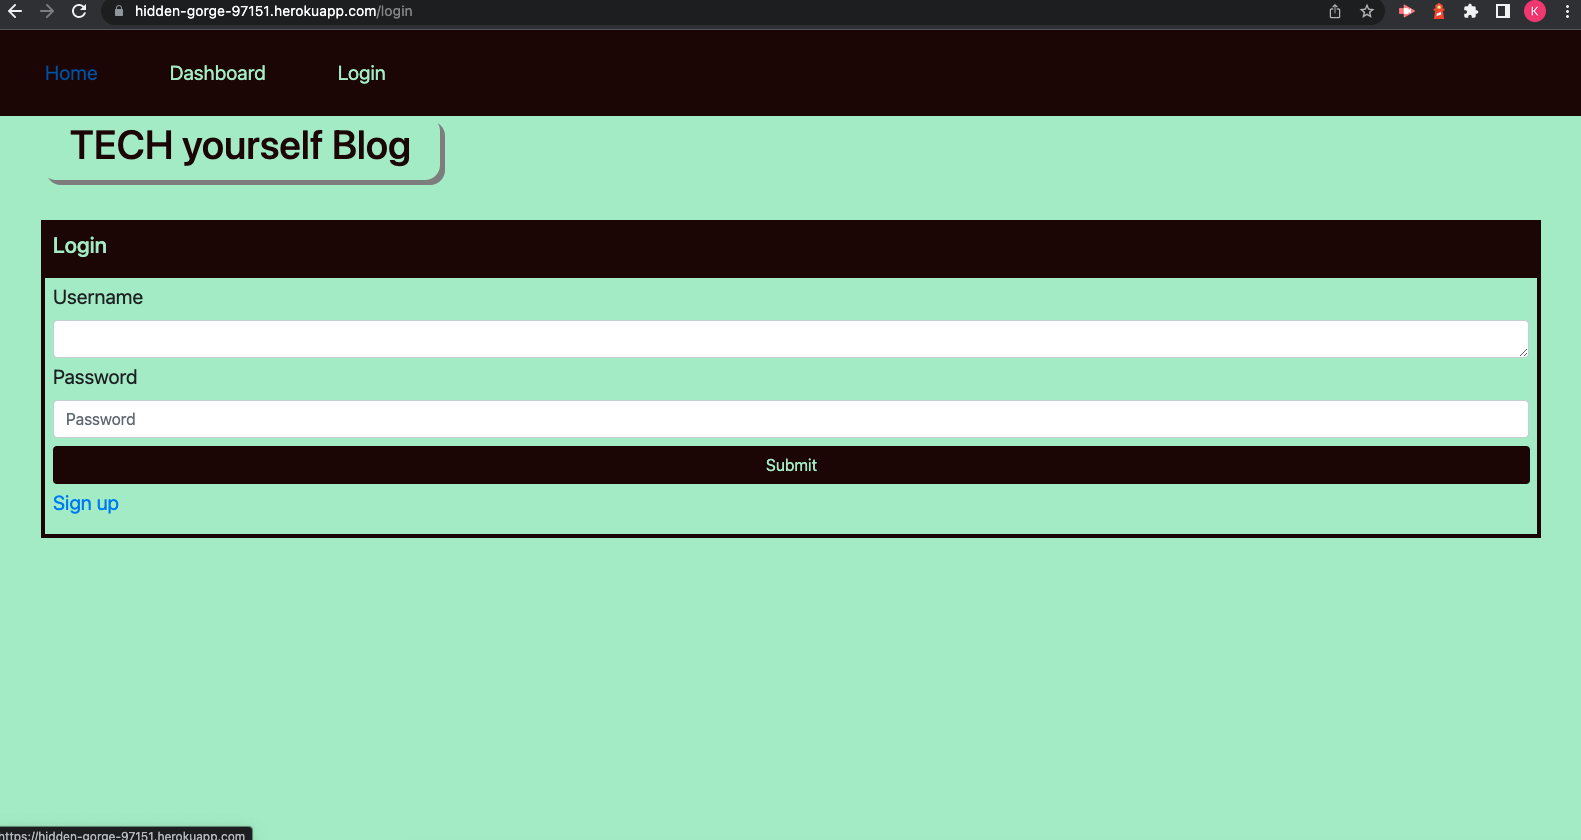 hidden-gorge-97151.herokuapp.com/login
K
Home Dashboard Login
TECH yourself Blog
Login
Username
Password
Password
Submit
Sign up
https://hidden-gorge-97151.herokuapp.com